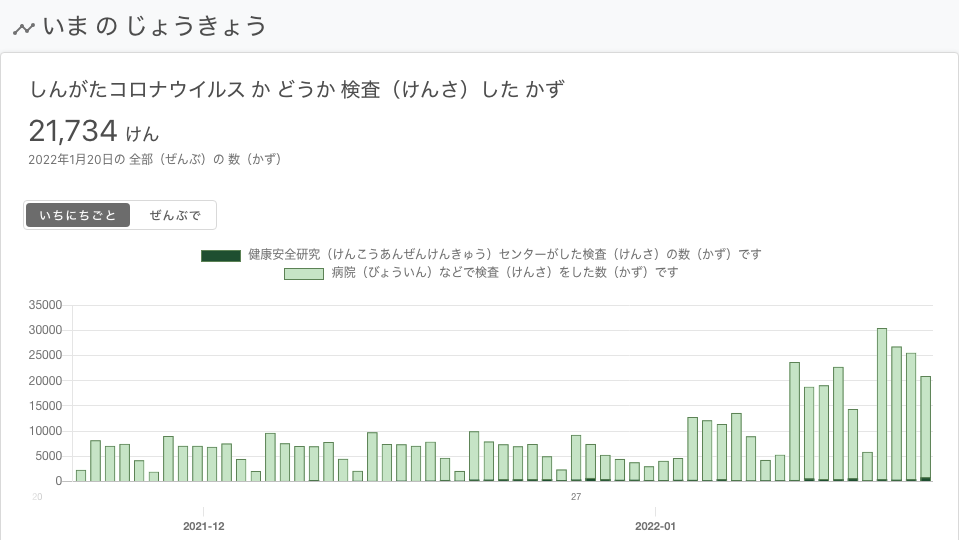 いま の じょうきょう
しんがたコロナウイルス か どうか 検査（けんさ）した かず
21,734 けん
2022年1月20日の 全部（ぜんぶ）の 数（かず）
いちにちごと ぜんぶで
健康安全研究（けんこうあんぜんけんきゅう）センターがした検査（けんさ）の数（かず）です
病院（びょういん）などで検査（けんさ）をした数（かず）です
35000
30000
25000
20000
15000
10000
5000
0
20 27
2021-12 2022-01